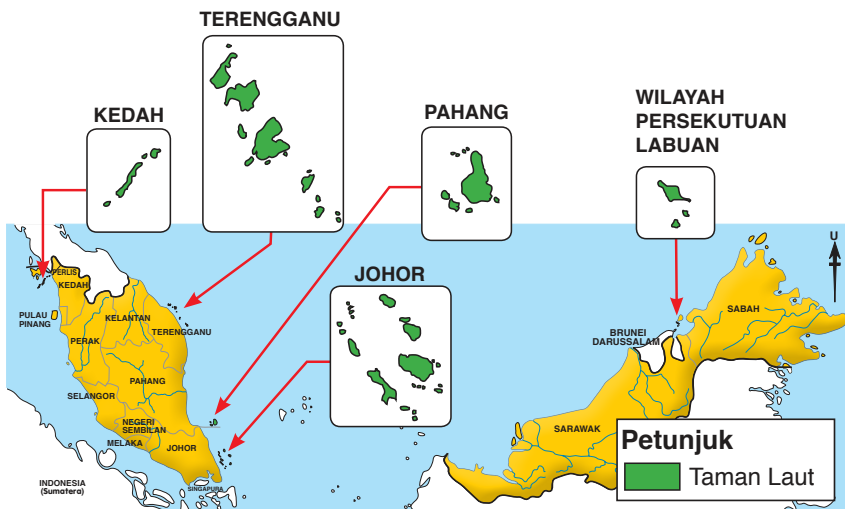 TERENGGANU
KEDAH
PAHANG
WILAYAH
PERSEKUTUAN
LABUAN
JOHOR
U
PERLIS
KEDAH
PULAU
PINANG
KELANTAN
TERENGGANU
PERAK
PAHANG
SELANGOR
NEGERI
SEMBILAN
MELAKA
JOHOR
SINGAPURA
INDONESIA
(Sumatera)
BRUNEI
DARUSSALAM
SABAH
SARAWAK
Petunjuk
Taman Laut